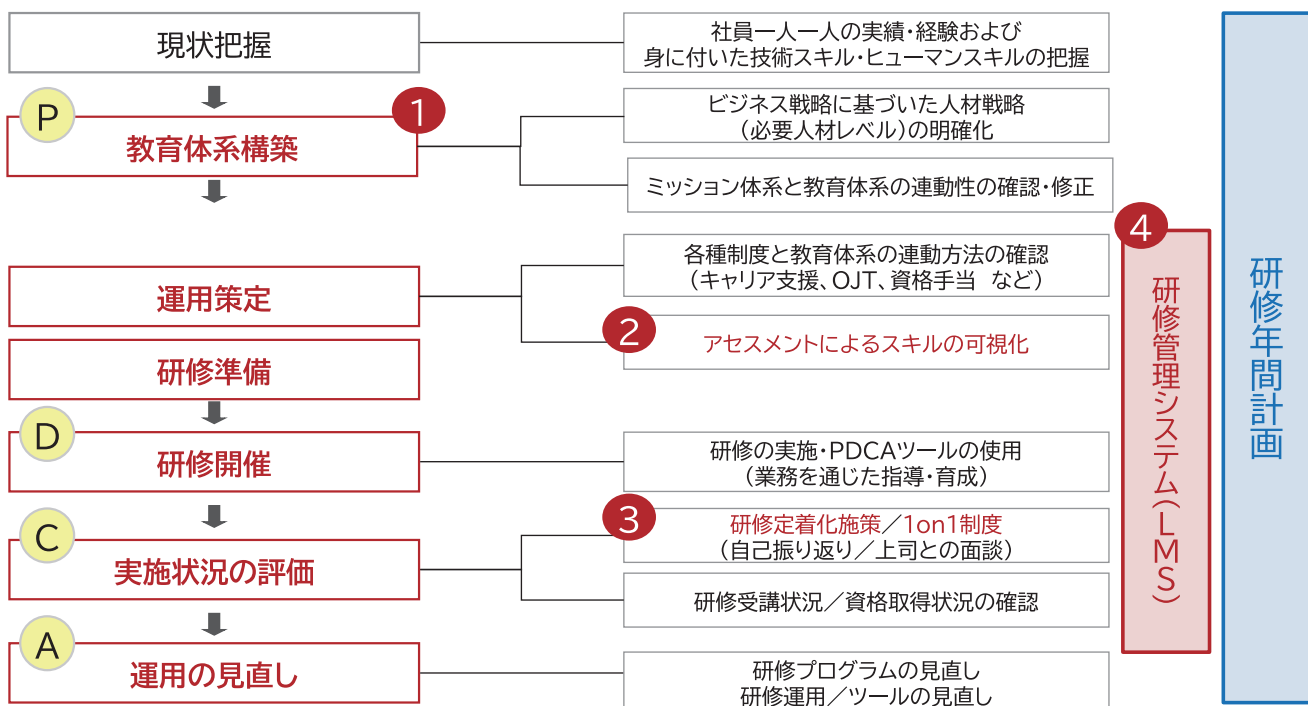 現状把握
社員一人一人の実績・経験および
身に付いた技術スキル・ヒューマンスキルの把握
P
1
教育体系構築
ビジネス戦略に基づいた人材戦略
（必要人材レベル）の明確化
ミッション体系と教育体系の連動性の確認・修正
運用策定
各種制度と教育体系の連動方法の確認
（キャリア支援、OJT、資格手当　など）
2
アセスメントによるスキルの可視化
研修準備
D
研修開催
研修の実施・PDCAツールの使用
（業務を通じた指導・育成）
C
実施状況の評価
3
研修定着化施策／1on1制度
（自己振り返り／上司との面談）
研修受講状況／資格取得状況の確認
A
運用の見直し
研修プログラムの見直し
研修運用／ツールの見直し
4
研修管理システム（LMS）
研修年間計画